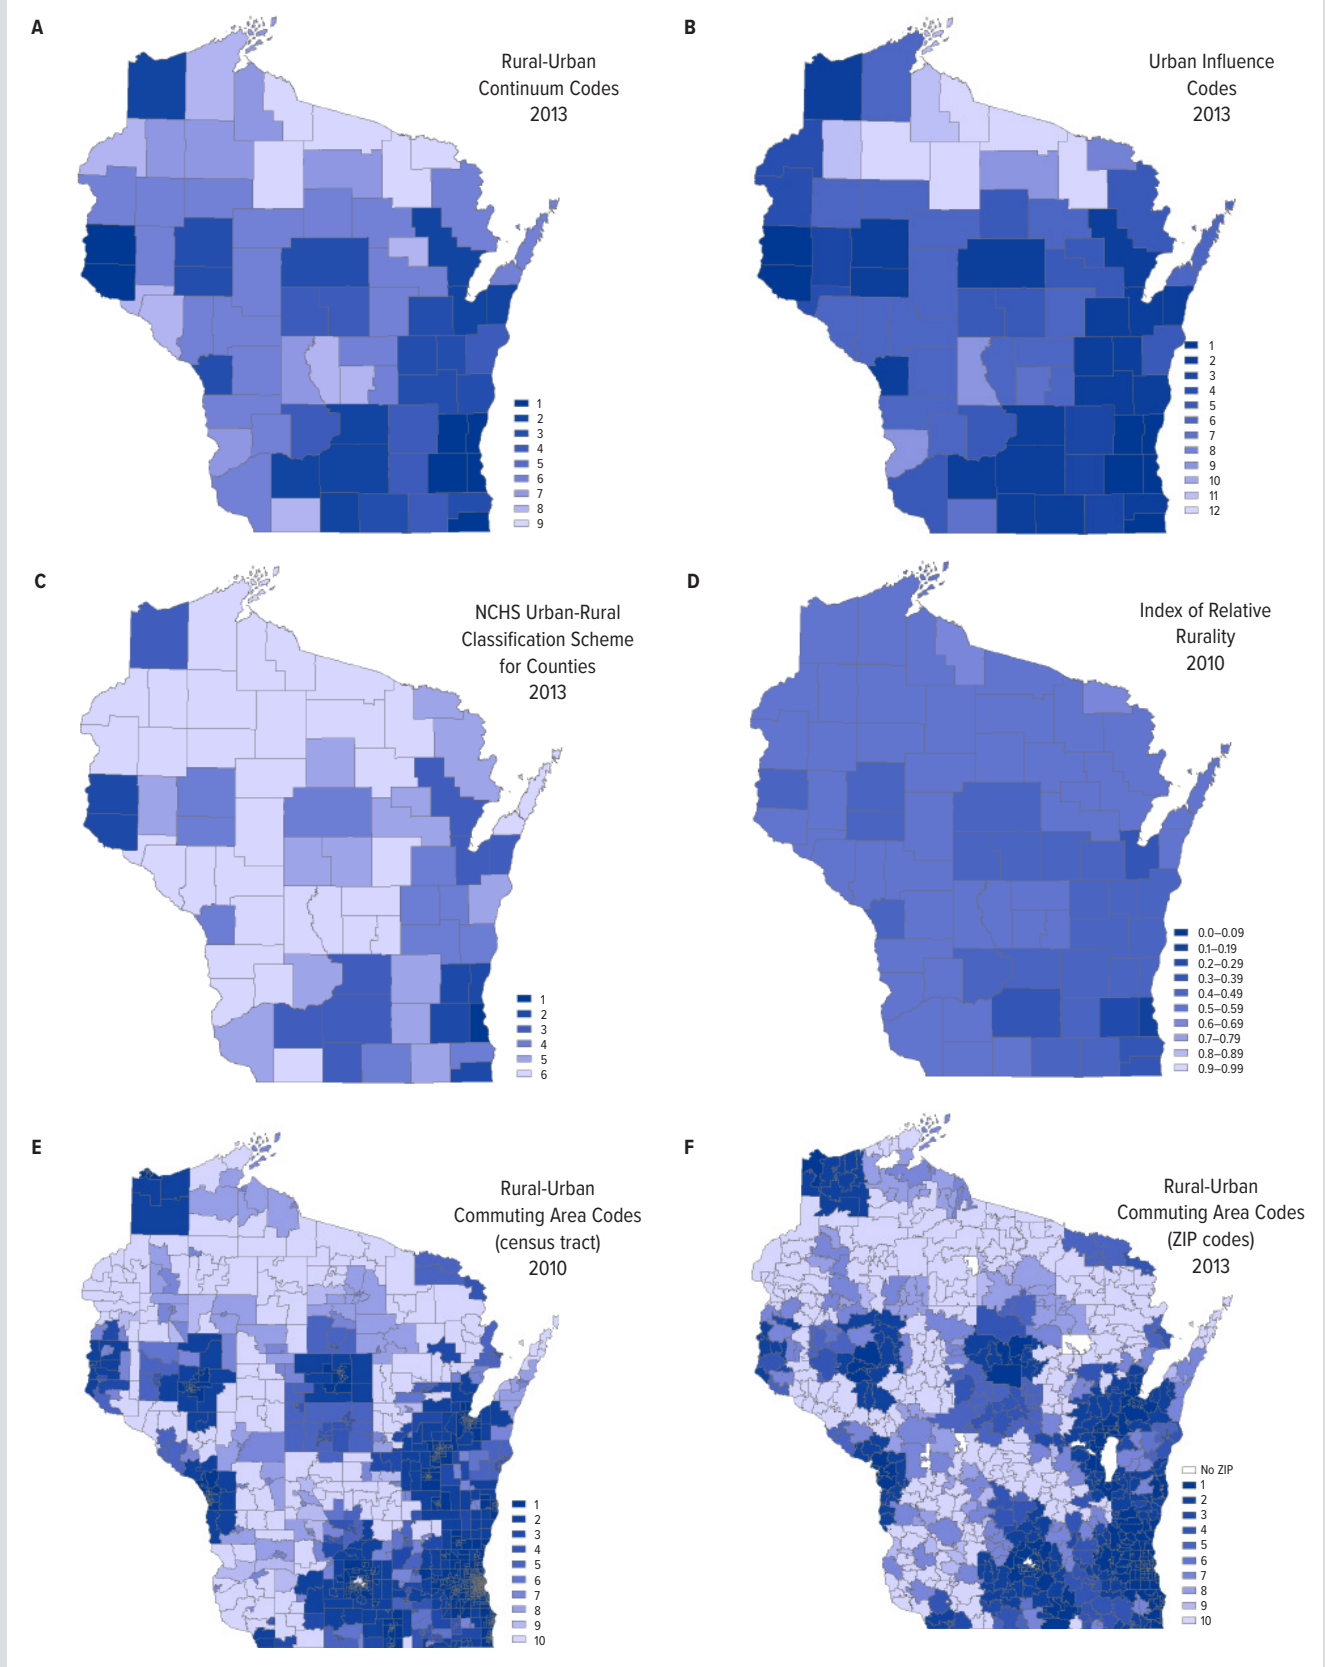 A
Rural-Urban
Continuum Codes
2013
1
2
3
4
5
6
7
8
9
B
Urban Influence
Codes
2013
1
2
3
4
5
6
7
8
9
10
11
12
C
NCHS Urban-Rural
Classification Scheme
for Counties
2013
1
2
3
4
5
6
D
Index of Relative
Rurality
2010
0.0–0.09
0.1–0.19
0.2–0.29
0.3–0.39
0.4–0.49
0.5–0.59
0.6–0.69
0.7–0.79
0.8–0.89
0.9–0.99
E
Rural-Urban
Commuting Area Codes
(census tract)
2010
1
2
3
4
5
6
7
8
9
10
F
Rural-Urban
Commuting Area Codes
(ZIP codes)
2013
No ZIP
1
2
3
4
5
6
7
8
9
10